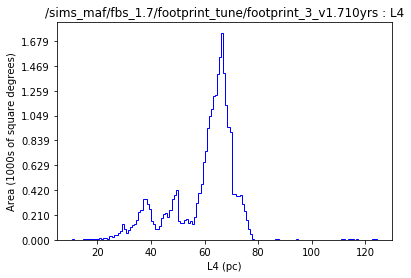 /sims_maf/fbs_1.7/footprint_tune/footprint_3_v1.710yrs : L4
1.679
1.469
1.259
1.049
0.839
0.629
0.420
0.210
0.000
Area (1000s of square degrees)
20 40 60 80 100 120
L4 (pc)